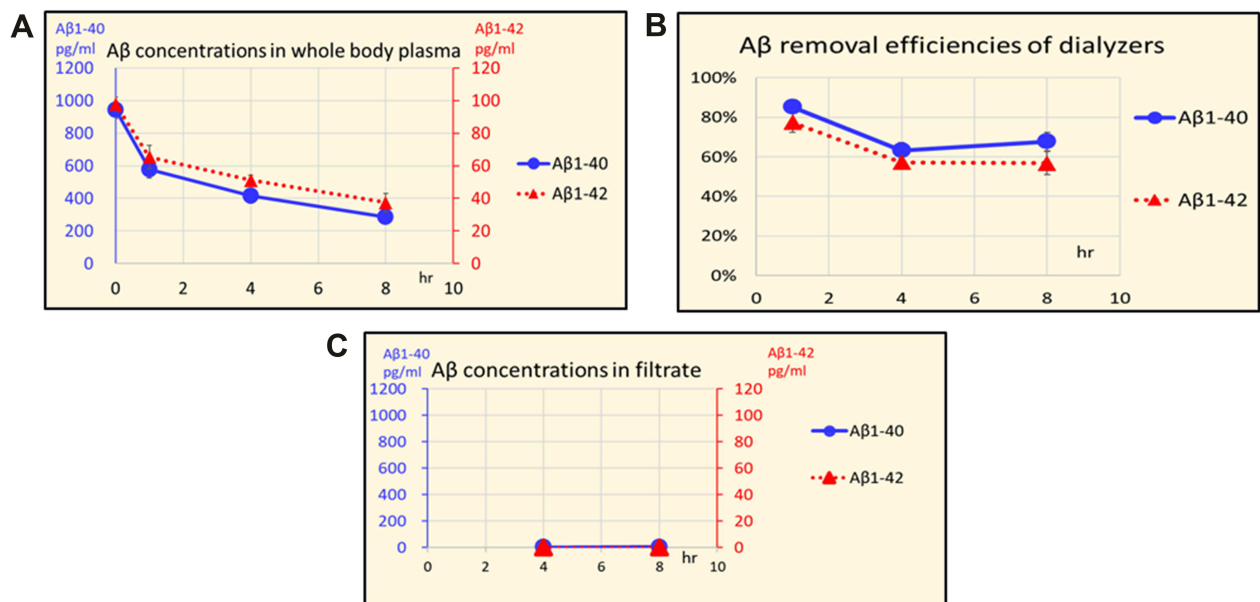 A
Aβ1-40
pg/ml
Aβ concentrations in whole body plasma
Aβ1-42
pg/ml
1200
1000
800
600
400
200
0
120
100
80
60
40
20
0
0 2 4 6 8 10
hr
Aβ1-40
Aβ1-42
B
Aβ removal efficiencies of dialyzers
100%
80%
60%
40%
20%
0%
0 2 4 6 8 10
hr
Aβ1-40
Aβ1-42
C
Aβ1-40
pg/ml
Aβ concentrations in filtrate
Aβ1-42
pg/ml
1200
1000
800
600
400
200
0
120
100
80
60
40
20
0
0 2 4 6 8 10
hr
Aβ1-40
Aβ1-42